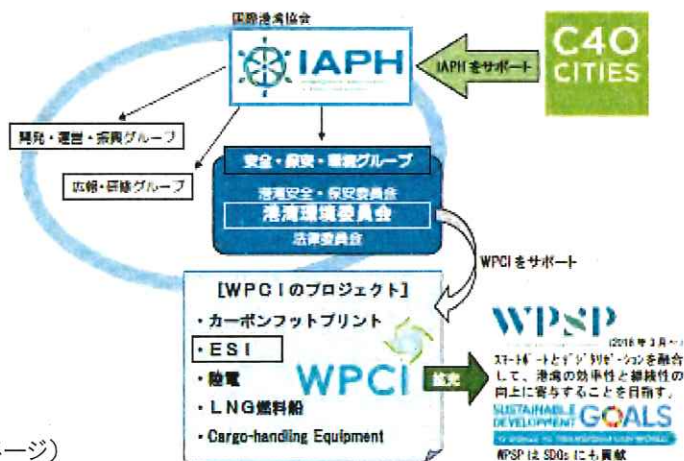 国際港湾協会
IAPH
IAPHをサポート
C40
CITIES
開発・運営・振興グループ
広報・研修グループ
安全・保安・環境グループ
港湾安全・保安委員会
港湾環境委員会
法律委員会
WPCIをサポート
[WPCIのプロジェクト]
・カーボンフットプリント
・ESI
・陸電
・LNG燃料船
・Cargo-handling Equipment
WPCI
拡充
WPSP
(2018年3月~)
スマートポートとデジタリゼーションを融合
して、港湾の効率性と継続性の
向上に寄与することを目指す。
SUSTAINABLE
DEVELOPMENT GOALS
17 GOALS TO TRANSFORM OUR WORLD
WPSPはSDGsにも貢献
ページ)